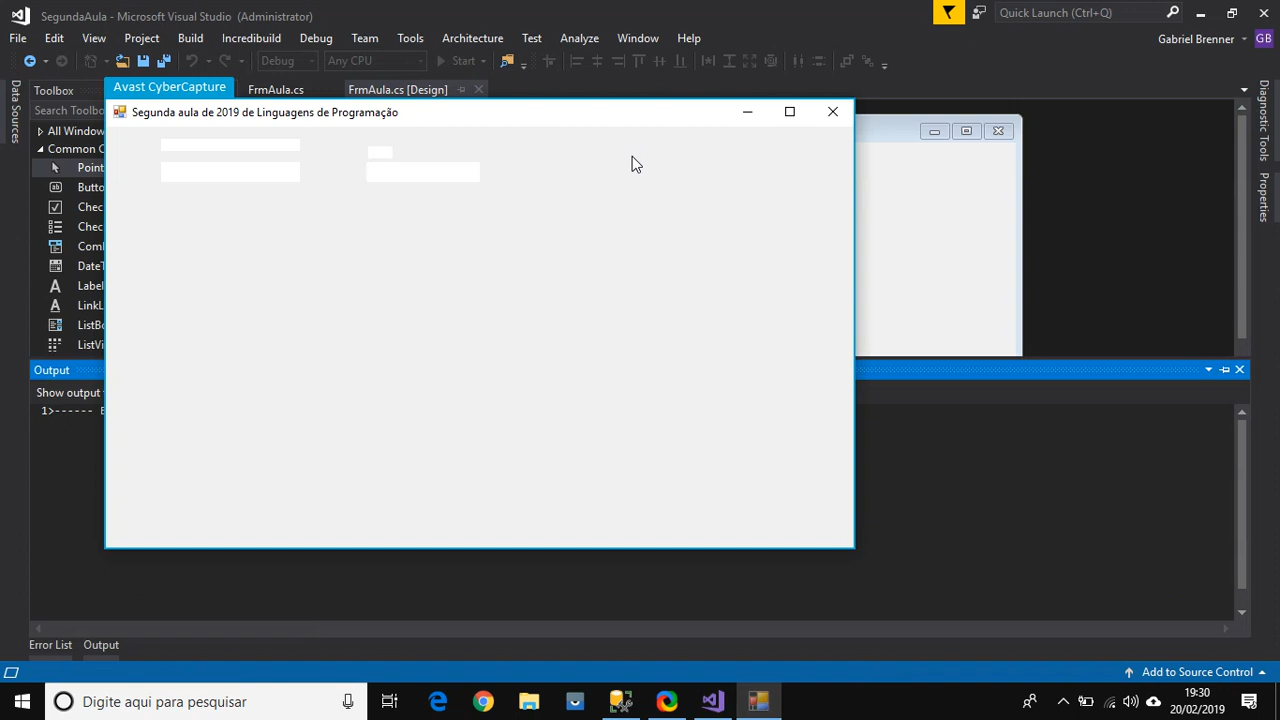 SegundaAula - Microsoft Visual Studio (Administrator)
Quick Launch (Ctrl+Q)
File Edit View Project Build Incredibuild Debug Team Tools Architecture Test Analyze Window Help
Gabriel Brenner GB
Debug Any CPU Start
Toolbox
FrmAula.cs
FrmAula.cs [Design]
Avast CyberCapture
Search Toolbo
Segunda aula de 2019 de Linguagens de Programação
All Window
Common C
Point
Butto
Chec
Chec
Coml
DateT
Label
LinkL
ListBo
ListVi
Data Sources
Diagnostic Tools
Properties
Output
Show output
1>------ B
Error List Output
Add to Source Control
Digite aqui para pesquisar
19:30
20/02/2019